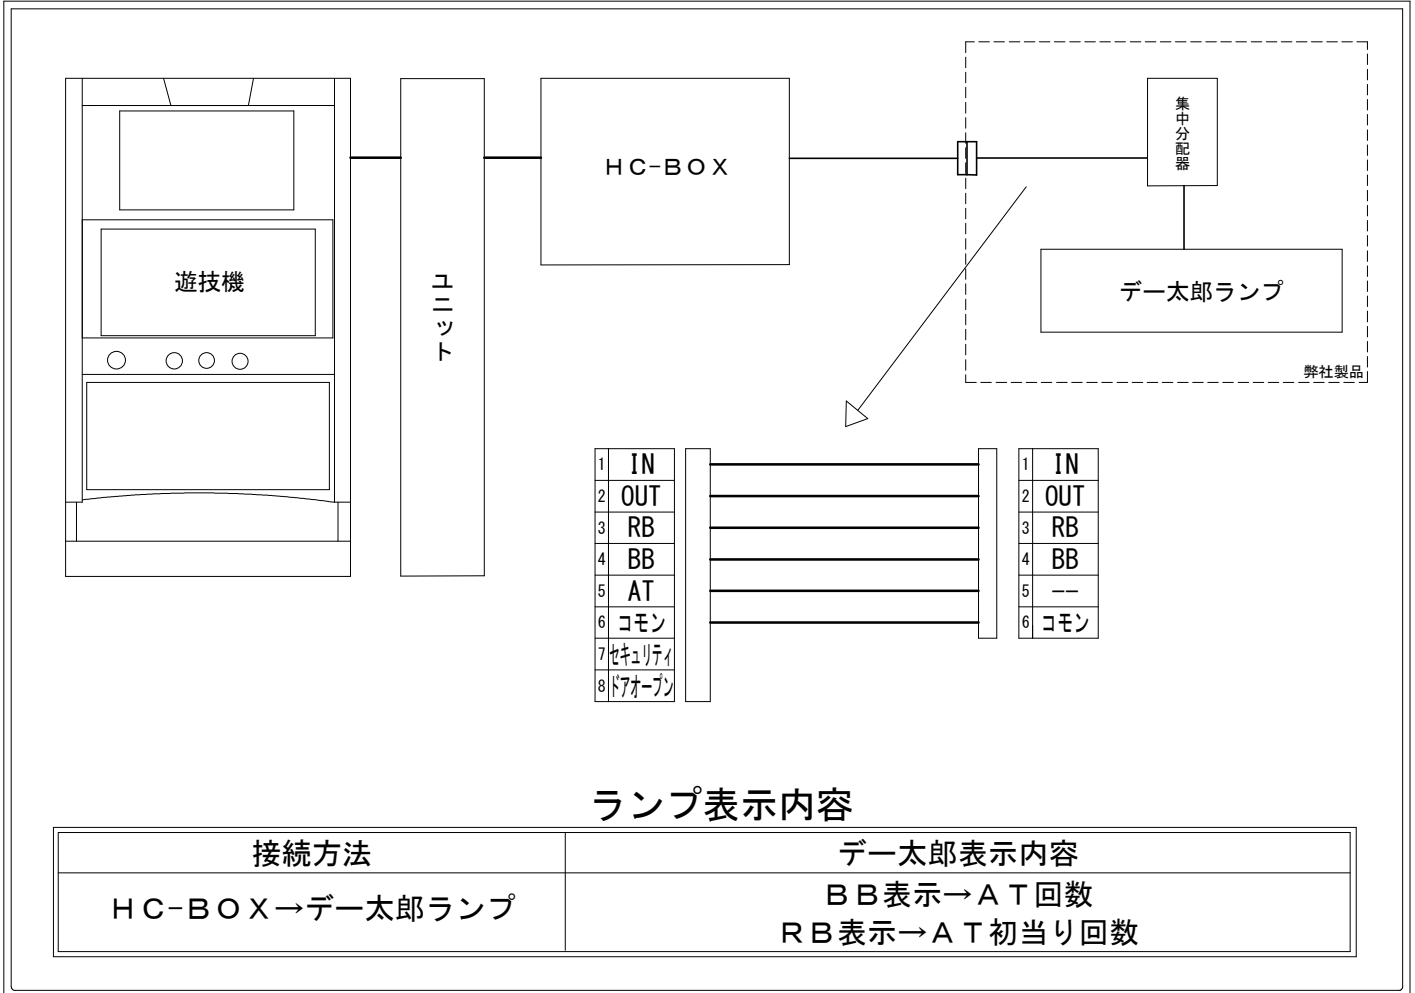 遊技機
ユニット
ＨＣ−ＢＯＸ
集中分配器
デー太郎ランプ
弊社製品
1 IN
2 OUT
3 RB
4 BB
5 AT
6 コモン
7 セキュリティ
8 ドアオープン
1 IN
2 OUT
3 RB
4 BB
5 --
6 コモン
ランプ表示内容
接続方法 デー太郎表示内容
ＨＣ−ＢＯＸ→デー太郎ランプ
ＢＢ表示→ＡＴ回数
ＲＢ表示→ＡＴ初当り回数